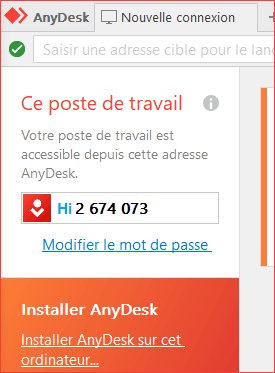 AnyDesk
Nouvelle connexion
Saisir une adresse cible pour le lan
Ce poste de travail
Votre poste de travail est
accessible depuis cette adresse
AnyDesk.
Hi 2 674 073
Modifier le mot de passe
Installer AnyDesk
Installer AnyDesk sur cet
ordinateur...